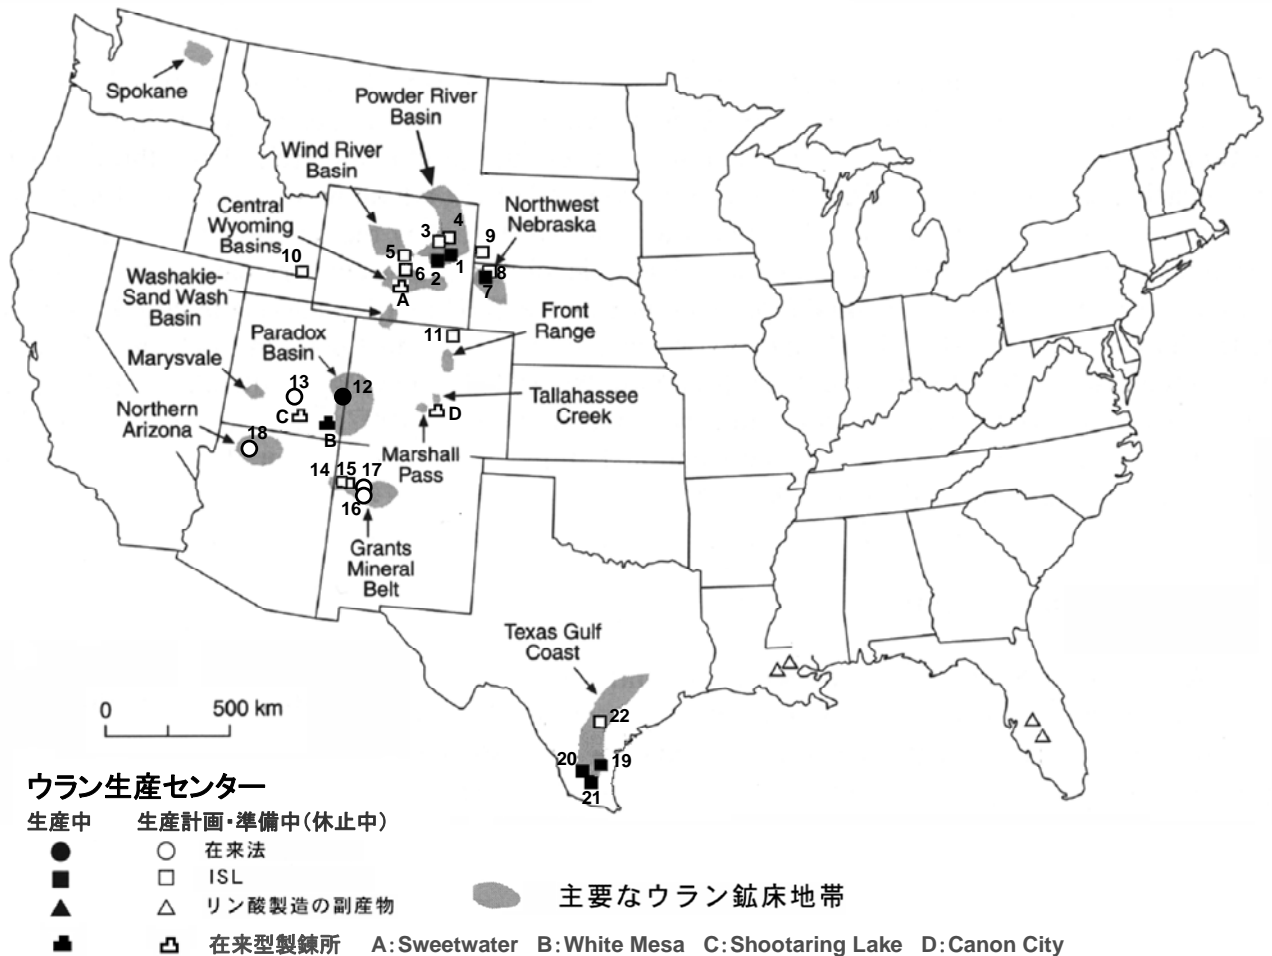 Spokane
Powder River
Basin
Wind River
Basin
Central
Wyoming
Basins
Northwest
Nebraska
3
4
9
5
10
6
2
1
8
7
A
Washakie-
Sand Wash
Basin
Front
Range
11
Paradox
Basin
Marysvale
13
12
Tallahassee
Creek
C
D
B
Northern
Arizona
18
Marshall
Pass
14
15
17
16
Grants
Mineral
Belt
Texas Gulf
Coast
22
20
19
21
0
500 km
ウラン生産センター
生産中 生産計画・準備中(休止中)
在来法
ISL
リン酸製造の副産物
主要なウラン鉱床地帯
在来型製錬所 A:Sweetwater B:White Mesa C:Shootaring Lake D:Canon City